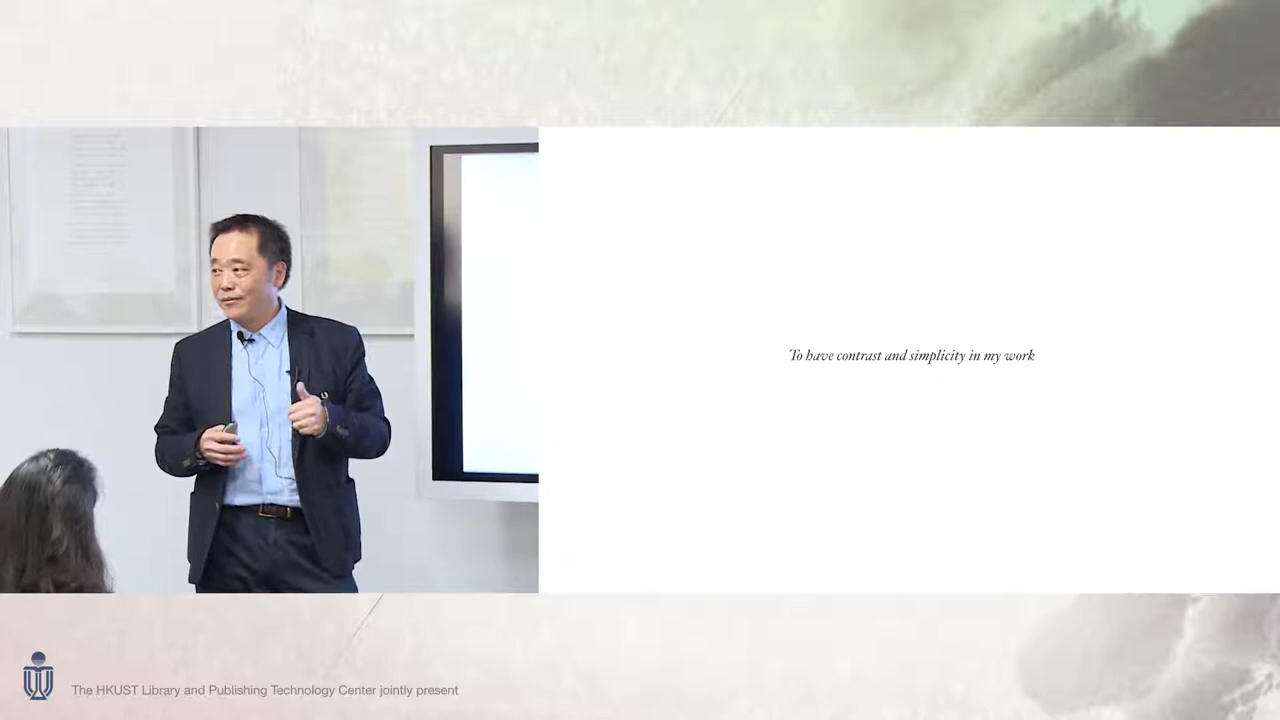 To have contrast and simplicity in my work
The HKUST Library and Publishing Technology Center jointly present